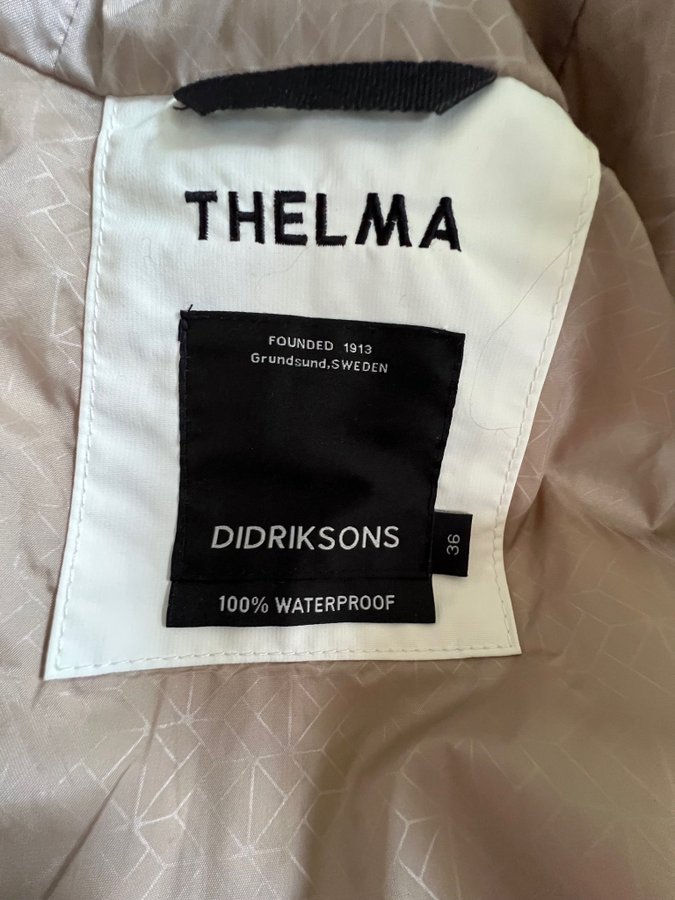 THELMA
FOUNDED 1913
Grundsund,SWEDEN
DIDRIKSONS
36
100% WATERPROOF